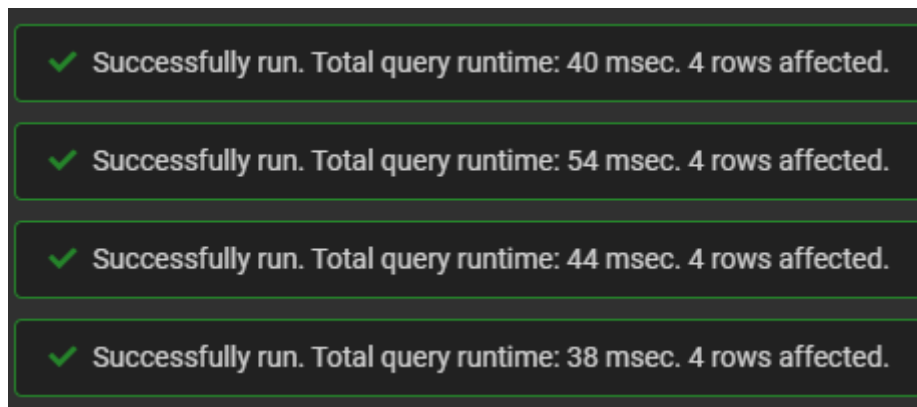 Successfully run. Total query runtime: 40 msec. 4 rows affected.
Successfully run. Total query runtime: 54 msec. 4 rows affected.
Successfully run. Total query runtime: 44 msec. 4 rows affected.
Successfully run. Total query runtime: 38 msec. 4 rows affected.